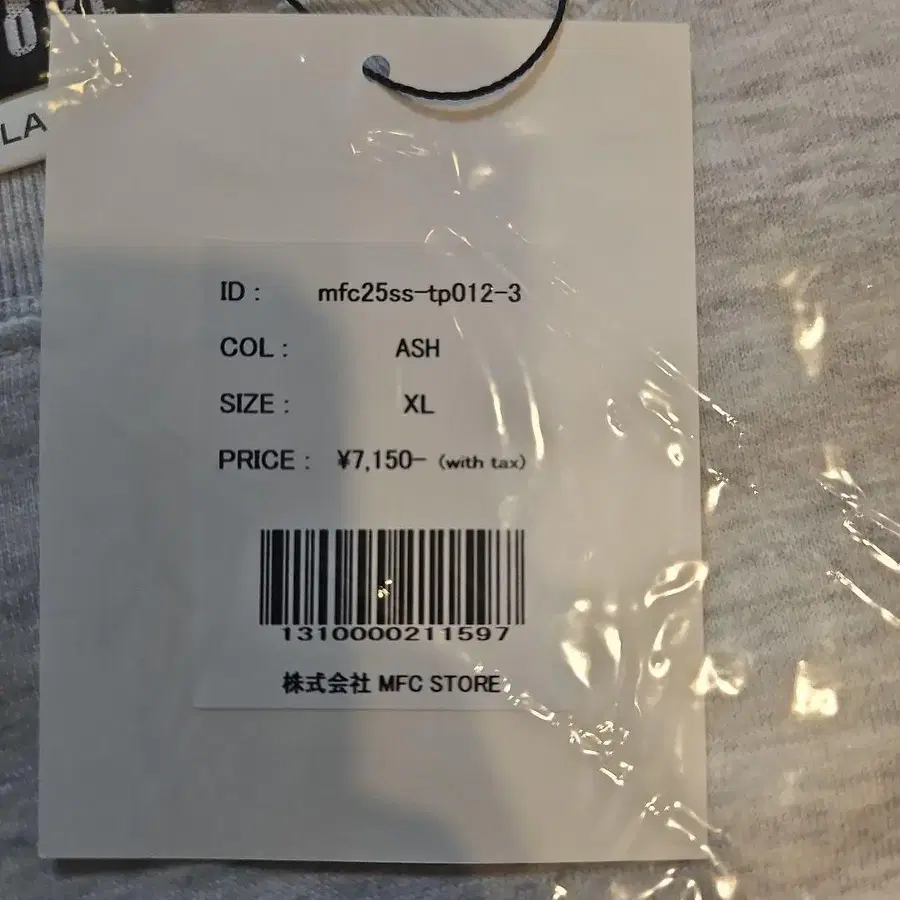 LA
ID : mfc25ss-tp012-3
COL : ASH
SIZE : XL
PRICE : ¥7,150- (with tax)
1310000211597
株式会社 MFC STORE